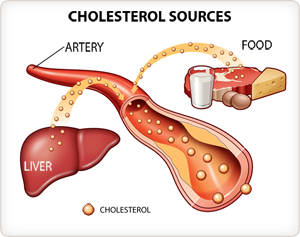 CHOLESTEROL SOURCES
ARTERY
FOOD
LIVER
CHOLESTEROL